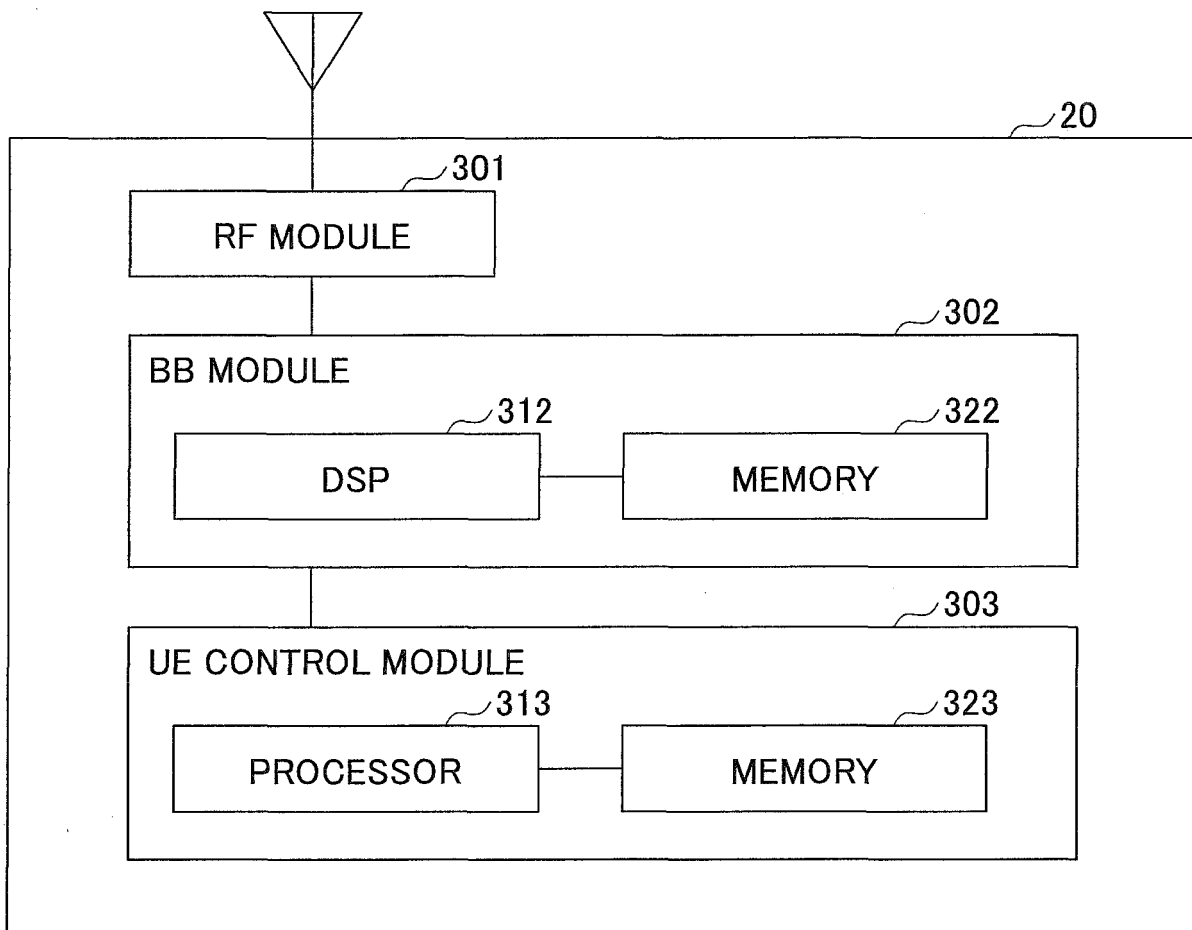 20
301
RF MODULE
302
BB MODULE
312
322
DSP
MEMORY
303
UE CONTROL MODULE
313
323
PROCESSOR
MEMORY